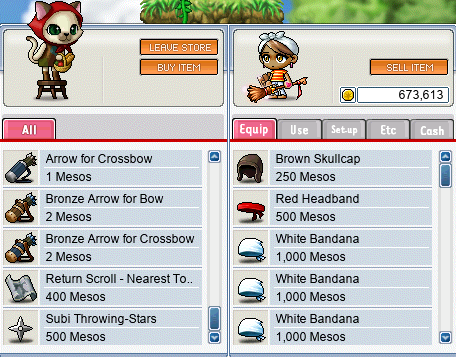 LEAVE STORE
BUY ITEM
SELL ITEM
673,613
All
Arrow for Crossbow
1 Mesos
Bronze Arrow for Bow
2 Mesos
Bronze Arrow for Crossbow
2 Mesos
Return Scroll - Nearest To..
400 Mesos
Subi Throwing-Stars
500 Mesos
Equip Use Set-up Etc Cash
Brown Skullcap
250 Mesos
Red Headband
500 Mesos
White Bandana
1,000 Mesos
White Bandana
1,000 Mesos
White Bandana
1,000 Mesos